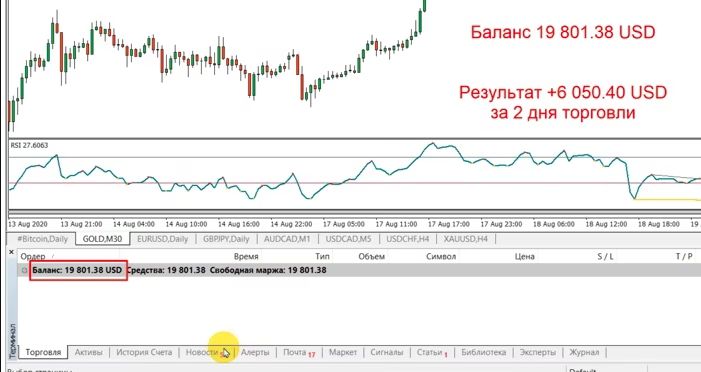 Баланс 19 801.38 USD
Результат +6 050.40 USD
за 2 дня торговли
RSI 27.6063
13 Aug 2020 13 Aug 21:00 14 Aug 04:00 14 Aug 10:00 14 Aug 16:00 14 Aug 22:00 17 Aug 05:00 17 Aug 11:00 17 Aug 17:00 17 Aug 23:00 18 Aug 06:00 18 Aug 12:00 18 Aug 18:00 19
#Bitcoin,Daily GOLD,M30 EURUSD,Daily GBPJPY,Daily AUDCAD,M1 USDCAD,M5 USDCHF,H4 XAUUSD,H4
Ордер Время Тип Объем Символ Цена S / L T / P
Баланс: 19 801.38 USD Средства: 19 801.38 Свободная маржа: 19 801.38
Терминал
Торговля Активы История Счета Новости Алерты Почта 17 Маркет Сигналы Статьи 1 Библиотека Эксперты Журнал
Default